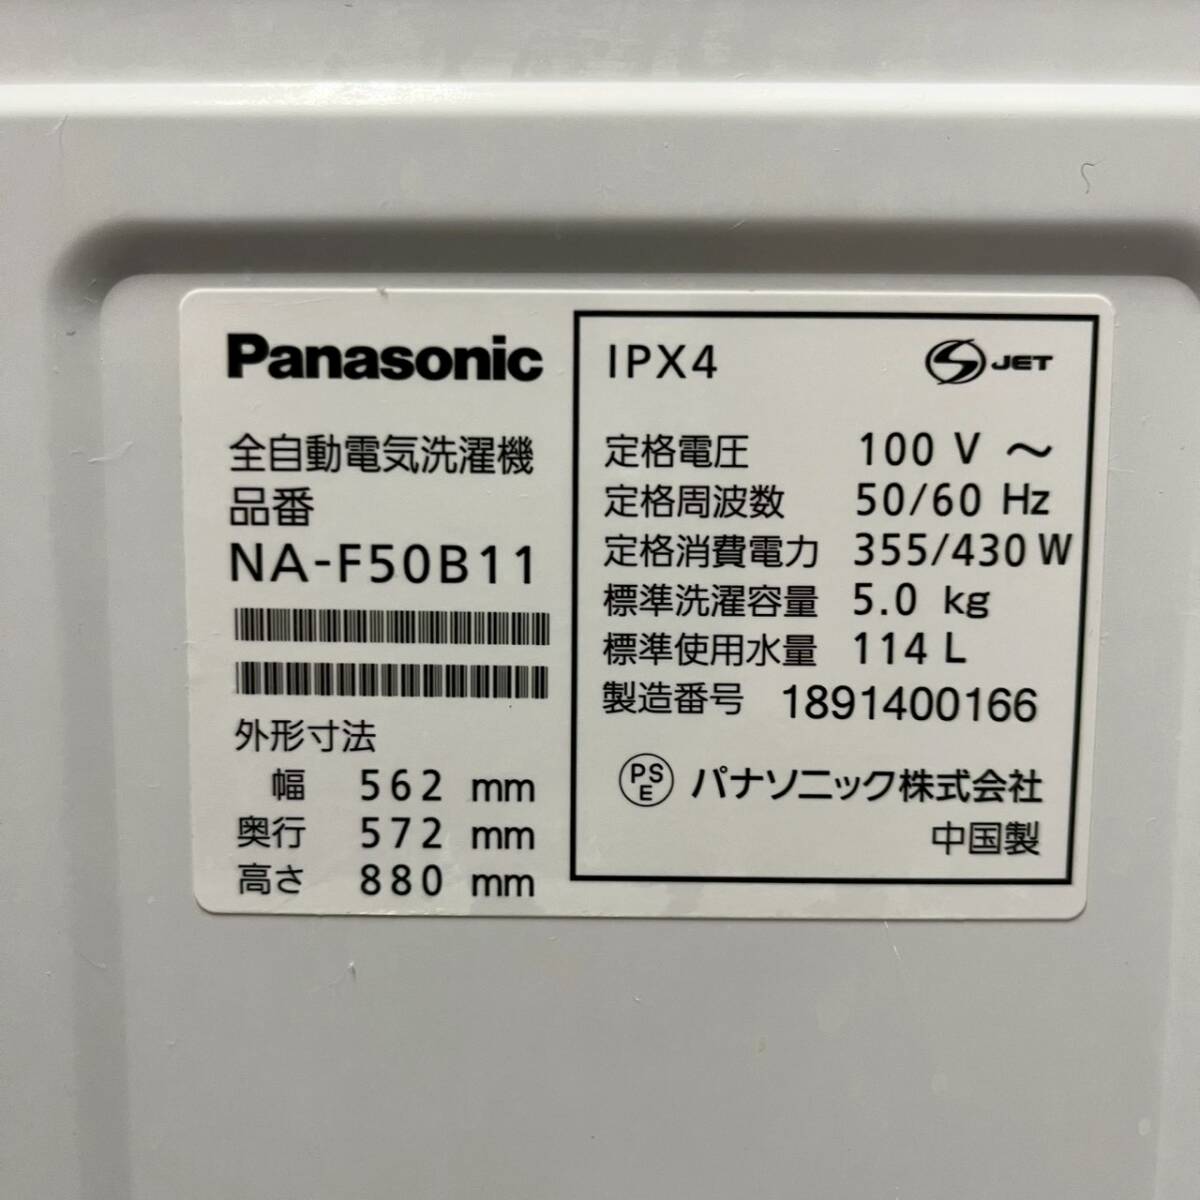 Panasonic
全自動電気洗濯機
品番
NA-F50B11
外形寸法
幅 562 mm
奥行 572 mm
高さ 880 mm
IPX4
S JET
定格電圧 100 V ～
定格周波数 50/60 Hz
定格消費電力 355/430 W
標準洗濯容量 5.0 kg
標準使用水量 114 L
製造番号 1891400166
PSE パナソニック株式会社
中国製